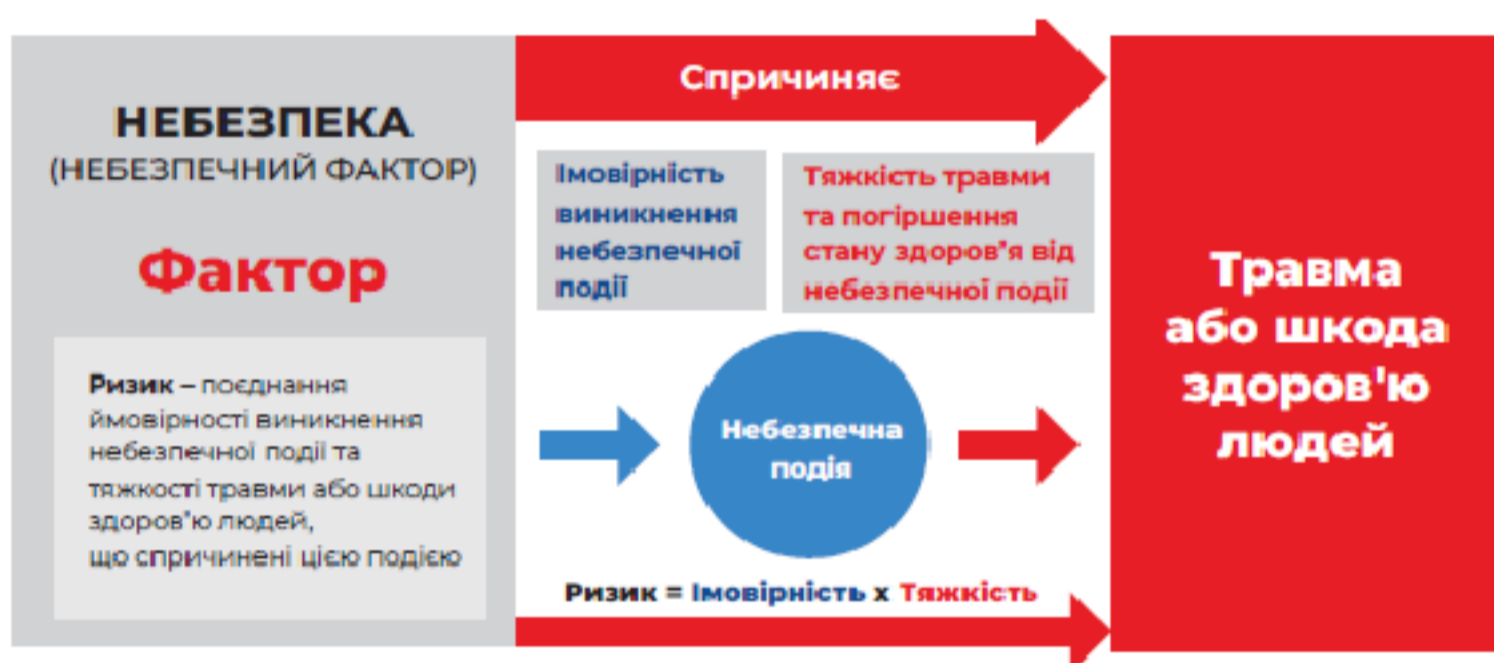 НЕБЕЗПЕКА
(НЕБЕЗПЕЧНИЙ ФАКТОР)
Фактор
Ризик – поєднання
ймовірності виникнення
небезпечної події та
тяжкості травми або шкоди
здоров"я людей,
що спричинені цією подією
Спричиняє
Імовірність
виникнення
небезпечної
події
Тяжкість травми
та погіршення
стану здоров"я від
небезпечної події
Небезпечна
подія
Ризик = Імовірність х Тяжкість
Травма
або шкода
здоров'ю
людей